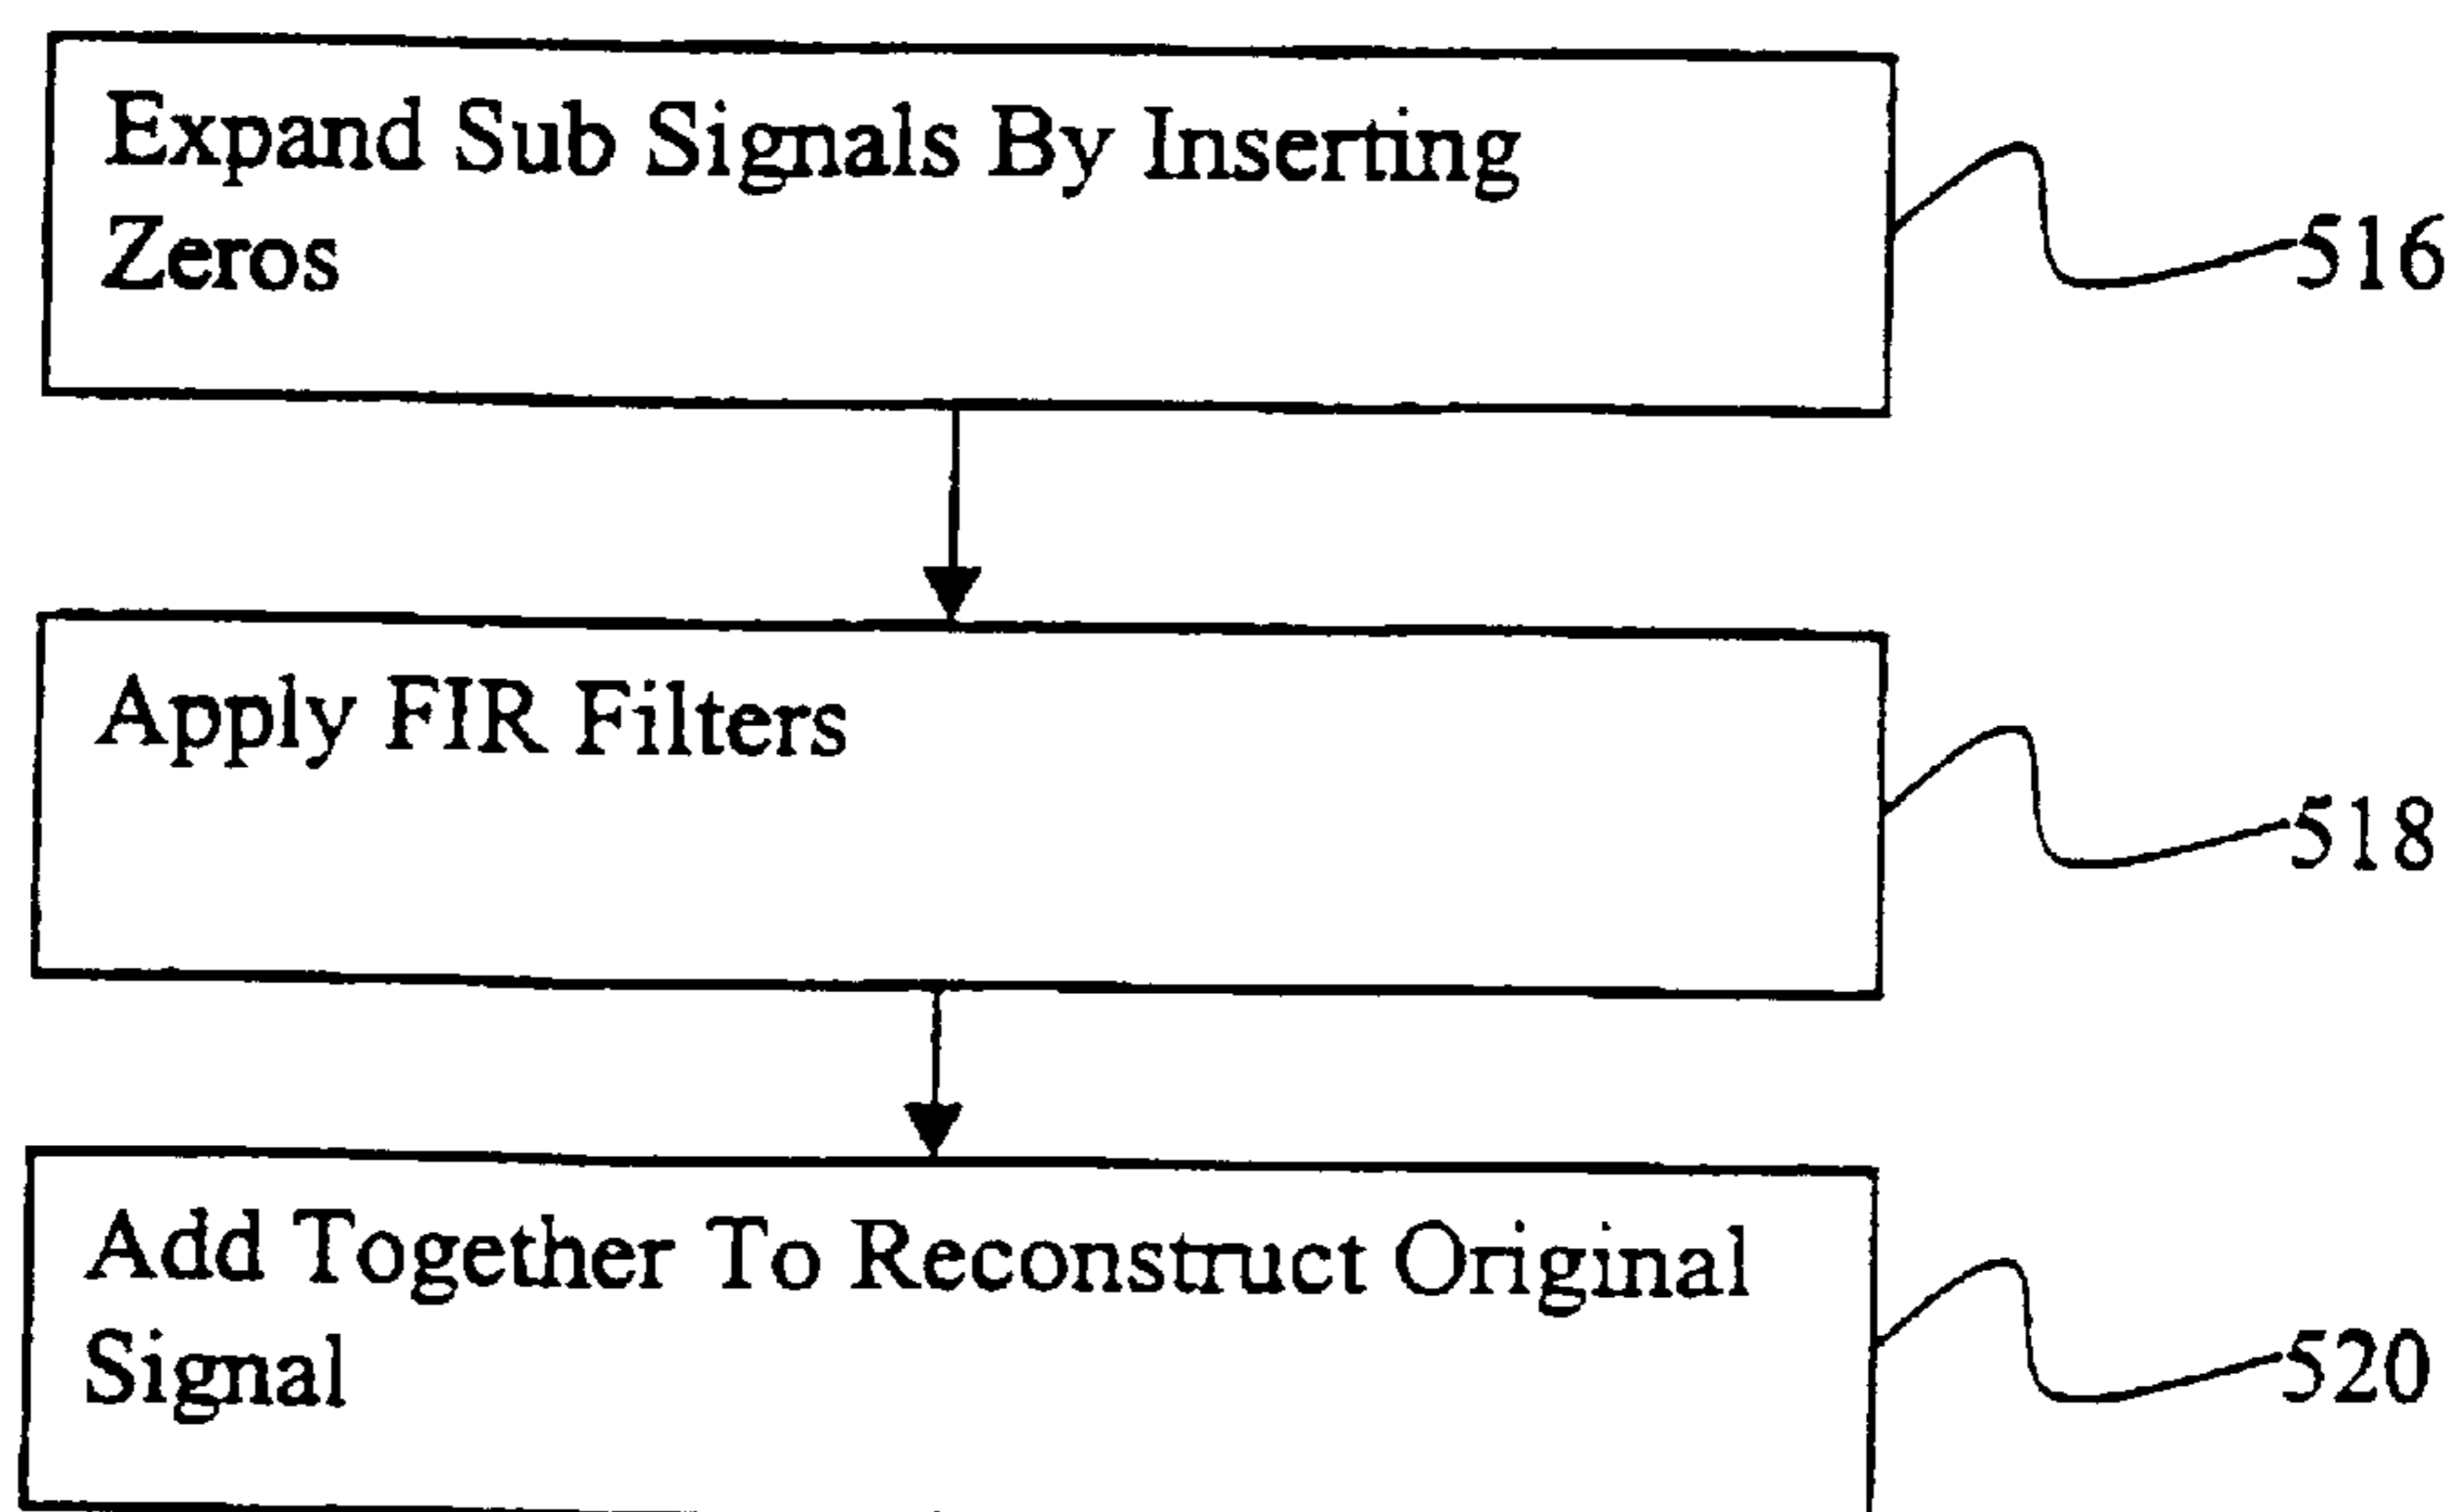 Expand Sub Signals By Inserting
Zeros
516
Apply FIR Filters
518
Add Together To Reconstruct Original
Signal
520